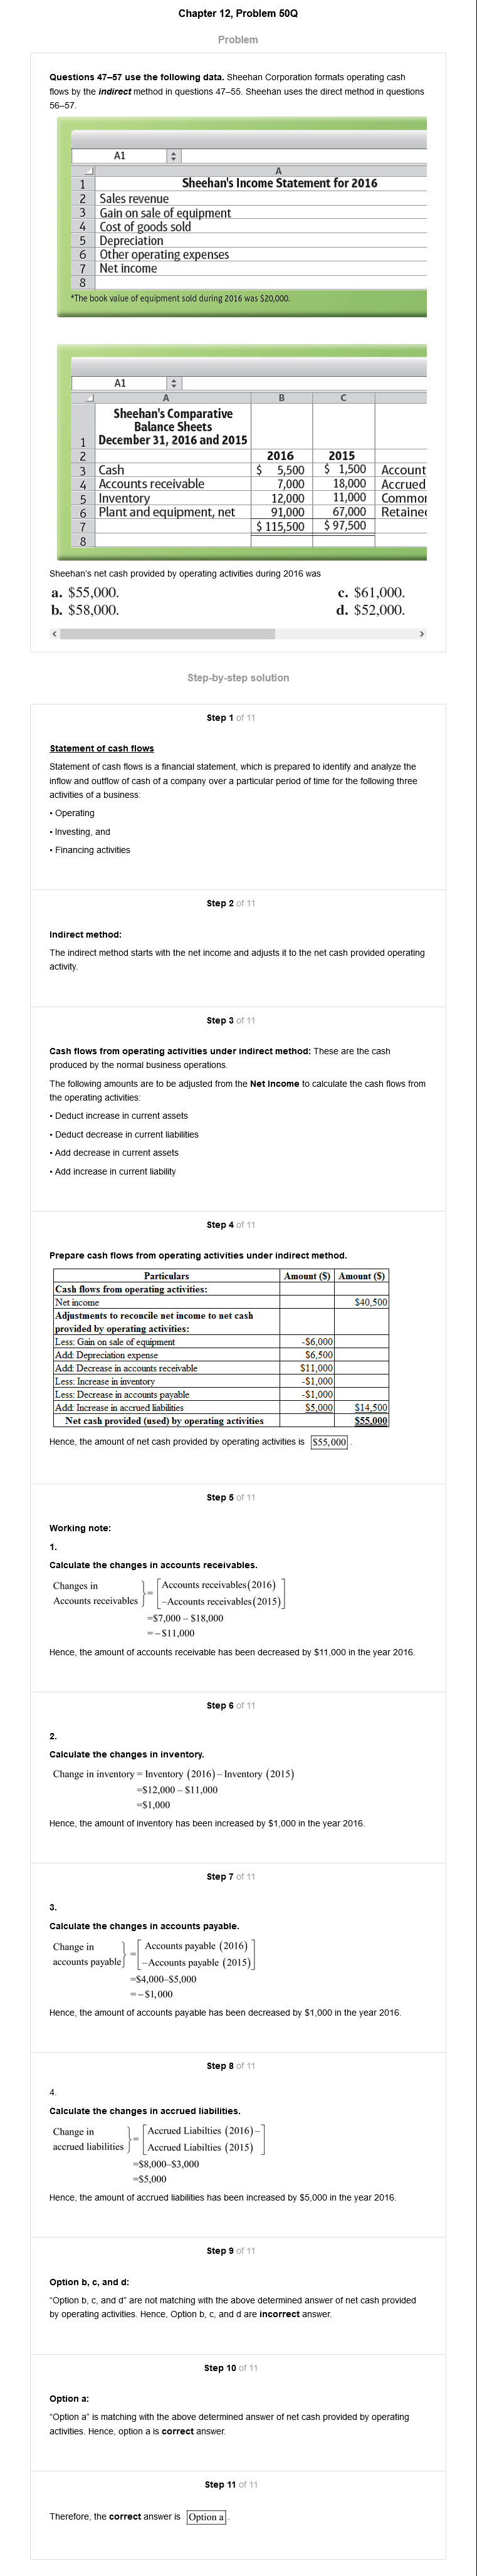 Chapter 12, Problem 50Q
Problem
Questions 47–57 use the following data. Sheehan Corporation formats operating cash
flows by the indirect method in questions 47–55. Sheehan uses the direct method in questions
56–57.
A1
A
1 Sheehan's Income Statement for 2016
2 Sales revenue
3 Gain on sale of equipment
4 Cost of goods sold
5 Depreciation
6 Other operating expenses
7 Net income
8
*The book value of equipment sold during 2016 was $20,000.
A1
A B C
1 Sheehan's Comparative
Balance Sheets
December 31, 2016 and 2015
2 2016 2015
3 Cash $ 5,500 $ 1,500 Account
4 Accounts receivable 7,000 18,000 Accrued
5 Inventory 12,000 11,000 Common
6 Plant and equipment, net 91,000 67,000 Retained
7 $ 115,500 $ 97,500
8
Sheehan's net cash provided by operating activities during 2016 was
a. $55,000. c. $61,000.
b. $58,000. d. $52,000.
Step-by-step solution
Step 1 of 11
Statement of cash flows
Statement of cash flows is a financial statement, which is prepared to identify and analyze the
inflow and outflow of cash of a company over a particular period of time for the following three
activities of a business:
• Operating
• Investing, and
• Financing activities
Step 2 of 11
Indirect method:
The indirect method starts with the net income and adjusts it to the net cash provided operating
activity.
Step 3 of 11
Cash flows from operating activities under indirect method: These are the cash
produced by the normal business operations.
The following amounts are to be adjusted from the Net Income to calculate the cash flows from
the operating activities:
• Deduct increase in current assets
• Deduct decrease in current liabilities
• Add decrease in current assets
• Add increase in current liability
Step 4 of 11
Prepare cash flows from operating activities under indirect method.
Particulars Amount ($) Amount ($)
Cash flows from operating activities:
Net income $40,500
Adjustments to reconcile net income to net cash
provided by operating activities:
Less: Gain on sale of equipment -$6,000
Add: Depreciation expense $6,500
Add: Decrease in accounts receivable $11,000
Less: Increase in inventory -$1,000
Less: Decrease in accounts payable -$1,000
Add: Increase in accrued liabilities $5,000 $14,500
Net cash provided (used) by operating activities $55,000
Hence, the amount of net cash provided by operating activities is $55,000.
Step 5 of 11
Working note:
1.
Calculate the changes in accounts receivables.
Changes in
Accounts receivables } = [Accounts receivables(2016)
–Accounts receivables(2015)]
=$7,000 – $18,000
= – $11,000
Hence, the amount of accounts receivable has been decreased by $11,000 in the year 2016.
Step 6 of 11
2.
Calculate the changes in inventory.
Change in inventory = Inventory (2016) – Inventory (2015)
=$12,000 – $11,000
=$1,000
Hence, the amount of inventory has been increased by $1,000 in the year 2016.
Step 7 of 11
3.
Calculate the changes in accounts payable.
Change in
accounts payable } = [Accounts payable (2016)
–Accounts payable (2015)]
=$4,000–$5,000
= – $1,000
Hence, the amount of accounts payable has been decreased by $1,000 in the year 2016.
Step 8 of 11
4.
Calculate the changes in accrued liabilities.
Change in
accrued liabilities } = [Accrued Liabilties (2016) –
Accrued Liabilties (2015)]
=$8,000–$3,000
=$5,000
Hence, the amount of accrued liabilities has been increased by $5,000 in the year 2016.
Step 9 of 11
Option b, c, and d:
"Option b, c, and d" are not matching with the above determined answer of net cash provided
by operating activities. Hence, Option b, c, and d are incorrect answer.
Step 10 of 11
Option a:
"Option a" is matching with the above determined answer of net cash provided by operating
activities. Hence, option a is correct answer.
Step 11 of 11
Therefore, the correct answer is Option a.